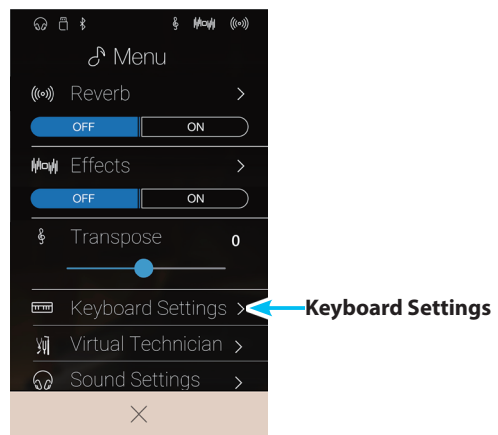 Menu
Reverb
OFF ON
Effects
OFF ON
Transpose 0
Keyboard Settings
Keyboard Settings
Virtual Technician
Sound Settings